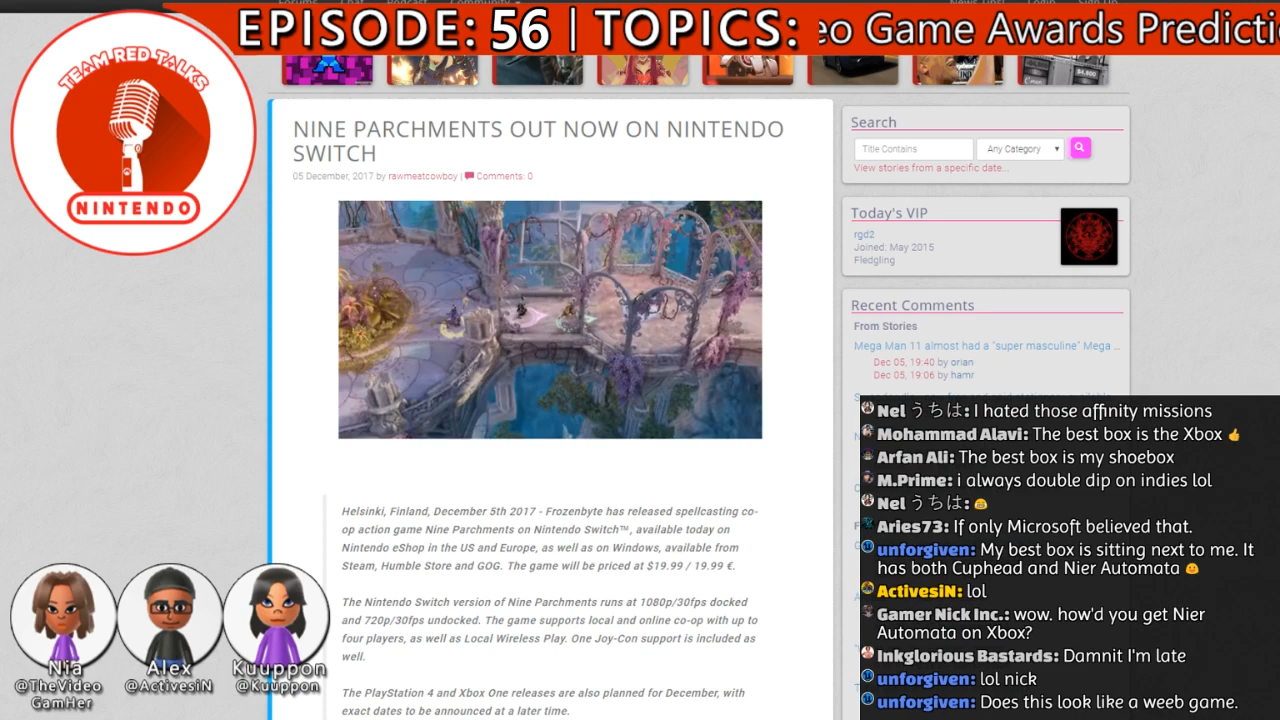 Forums Chat Podcast Community
News Tips! Login Sign Up
EPISODE: 56 | TOPICS: eo Game Awards Predicti
TEAM RED TALKS
NINTENDO
NINE PARCHMENTS OUT NOW ON NINTENDO
SWITCH
05 December, 2017 by rawmeatcowboy | Comments: 0
Helsinki, Finland, December 5th 2017 - Frozenbyte has released spellcasting co-
op action game Nine Parchments on Nintendo Switch™, available today on
Nintendo eShop in the US and Europe, as well as on Windows, available from
Steam, Humble Store and GOG. The game will be priced at $19.99 / 19.99 €.
The Nintendo Switch version of Nine Parchments runs at 1080p/30fps docked
and 720p/30fps undocked. The game supports local and online co-op with up to
four players, as well as Local Wireless Play. One Joy-Con support is included as
well.
The PlayStation 4 and Xbox One releases are also planned for December, with
exact dates to be announced at a later time.
Search
Title Contains
Any Category
View stories from a specific date...
Today's VIP
rgd2
Joined: May 2015
Fledgling
Recent Comments
From Stories
Mega Man 11 almost had a "super masculine" Mega ...
Dec 05, 19:40 by orian
Dec 05, 19:06 by hamr
Nel うちは: I hated those affinity missions
Mohammad Alavi: The best box is the Xbox 👍
Arfan Ali: The best box is my shoebox
M.Prime: i always double dip on indies lol
Nel うちは:
Aries73: If only Microsoft believed that.
unforgiven: My best box is sitting next to me. It
has both Cuphead and Nier Automata
ActivesiN: lol
Gamer Nick Inc.: wow. how'd you get Nier
Automata on Xbox?
Inkglorious Bastards: Damnit I'm late
unforgiven: lol nick
unforgiven: Does this look like a weeb game.
Nia
@TheVideo
GamHer
Alex
@ActivesiN
Kuuppon
@Kuuppon